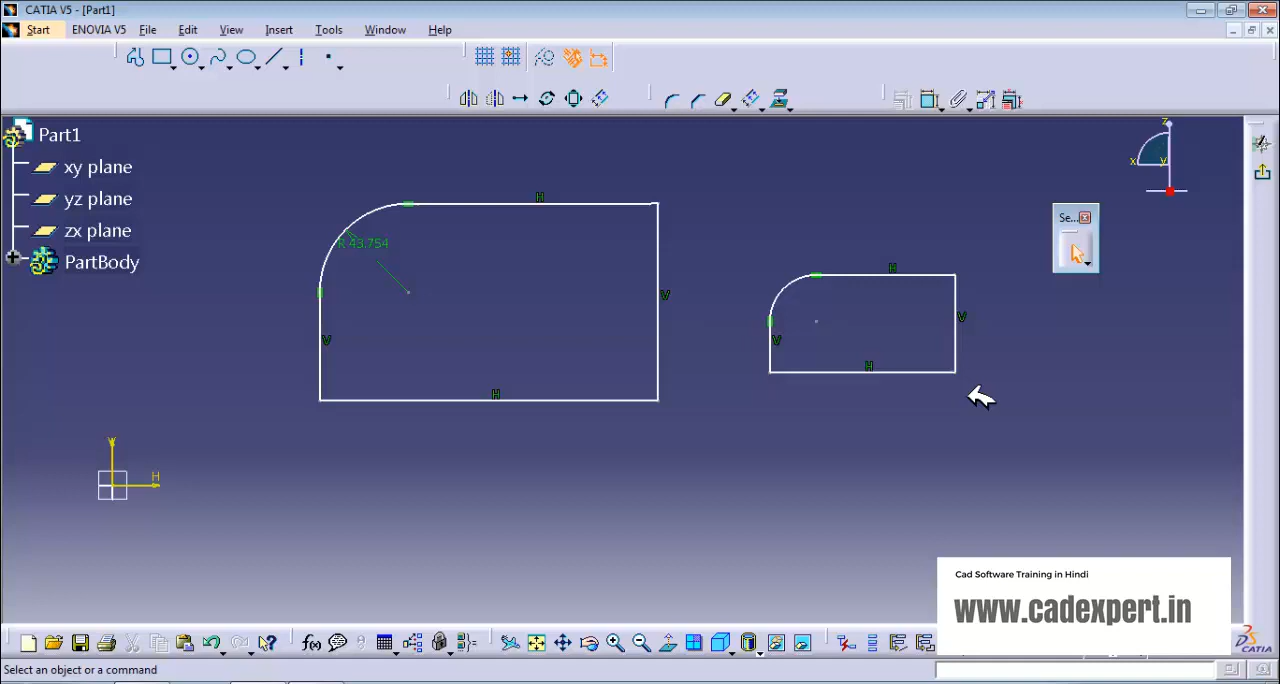 CATIA V5 - [Part1]
Start ENOVIA V5 File Edit View Insert Tools Window Help
Part1
xy plane
yz plane
zx plane
PartBody
z
x
y
Se...
H
R 43.754
V
V
H
H
V
V
H
V
H
Cad Software Training in Hindi
www.cadexpert.in
f(x)
CATIA
Select an object or a command